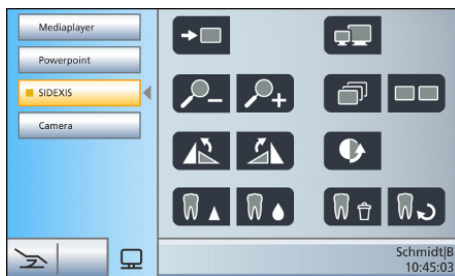 Mediaplayer
Powerpoint
SIDEXIS
Camera
Schmidt|B
10:45:03